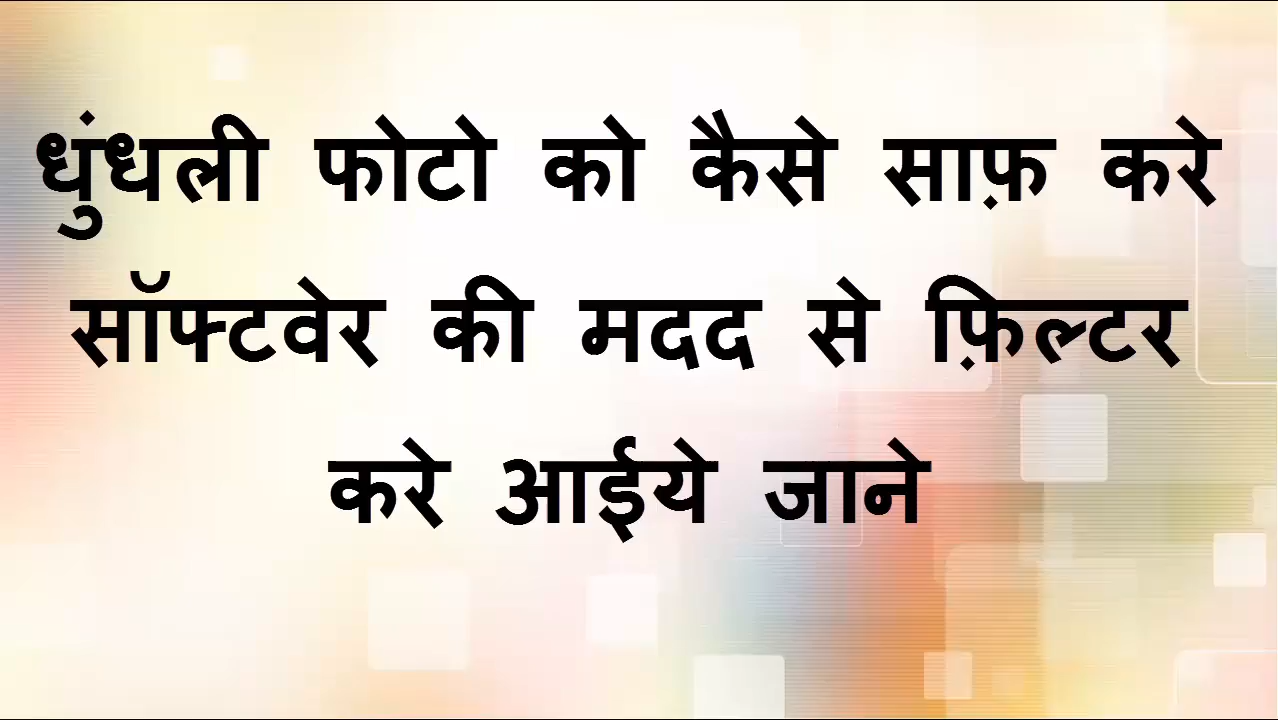 धुंधली फोटो को कैसे साफ़ करे
सॉफ्टवेर की मदद से फ़िल्टर
करे आईये जाने